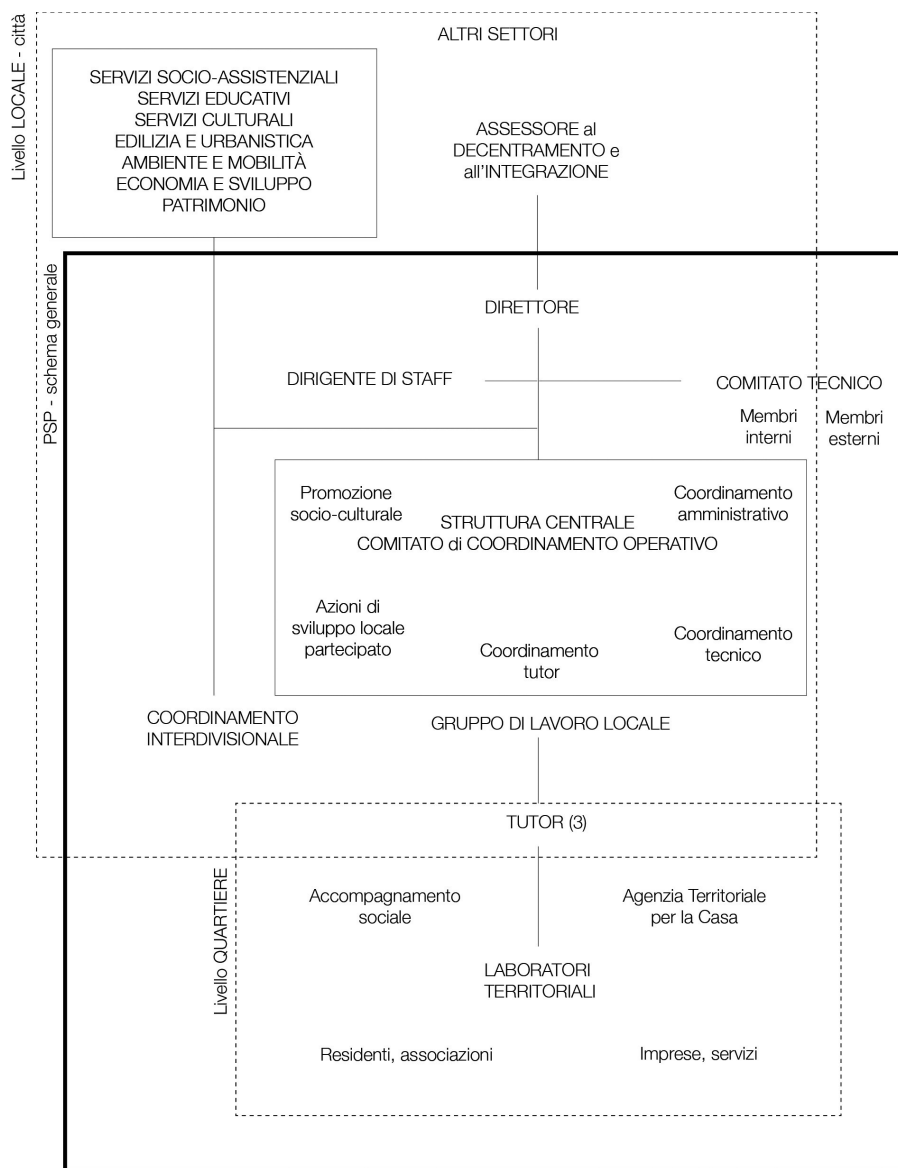 Livello LOCALE - città
ALTRI SETTORI
SERVIZI SOCIO-ASSISTENZIALI
SERVIZI EDUCATIVI
SERVIZI CULTURALI
EDILIZIA E URBANISTICA
AMBIENTE E MOBILITÀ
ECONOMIA E SVILUPPO
PATRIMONIO
ASSESSORE al
DECENTRAMENTO e
all'INTEGRAZIONE
PSP - schema generale
DIRETTORE
DIRIGENTE DI STAFF
COMITATO TECNICO
Membri
interni
Membri
esterni
Promozione
socio-culturale
Coordinamento
amministrativo
STRUTTURA CENTRALE
COMITATO di COORDINAMENTO OPERATIVO
Azioni di
sviluppo locale
partecipato
Coordinamento
tutor
Coordinamento
tecnico
COORDINAMENTO
INTERDIVISIONALE
GRUPPO DI LAVORO LOCALE
TUTOR (3)
Livello QUARTIERE
Accompagnamento
sociale
Agenzia Territoriale
per la Casa
LABORATORI
TERRITORIALI
Residenti, associazioni
Imprese, servizi